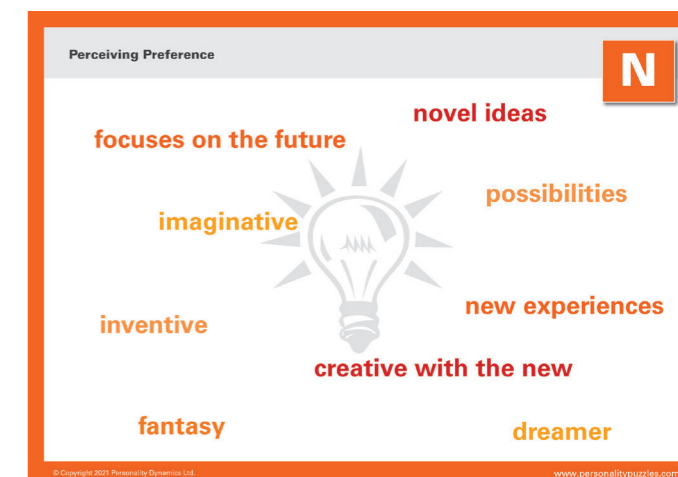 Perceiving Preference
N
novel ideas
focuses on the future
possibilities
imaginative
new experiences
inventive
creative with the new
fantasy
dreamer
© Copyright 2021 Personality Dynamics Ltd.
www.personalitypuzzles.com